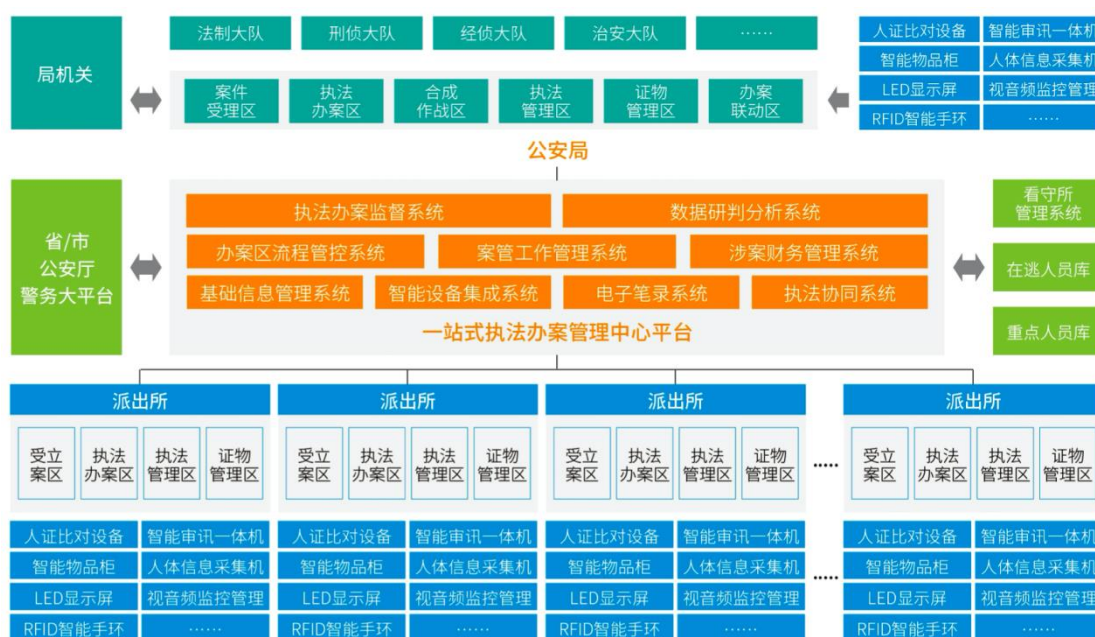 局机关
法制大队
刑侦大队
经侦大队
治安大队
……
案件
受理区
执法
办案区
合成
作战区
执法
管理区
证物
管理区
办案
联动区
人证比对设备
智能审讯一体机
智能物品柜
人体信息采集机
LED显示屏
视音频监控管理
RFID智能手环
……
公安局
省/市
公安厅
警务大平台
执法办案监督系统
数据研判分析系统
办案区流程管控系统
案管工作管理系统
涉案财务管理系统
基础信息管理系统
智能设备集成系统
电子笔录系统
执法协同系统
一站式执法办案管理中心平台
看守所
管理系统
在逃人员库
重点人员库
派出所
派出所
派出所
派出所
受立
案区
执法
办案区
执法
管理区
证物
管理区
受立
案区
执法
办案区
执法
管理区
证物
管理区
受立
案区
执法
办案区
执法
管理区
证物
管理区
.....
受立
案区
执法
办案区
执法
管理区
证物
管理区
人证比对设备
智能审讯一体机
智能物品柜
人体信息采集机
LED显示屏
视音频监控管理
RFID智能手环
……
人证比对设备
智能审讯一体机
智能物品柜
人体信息采集机
LED显示屏
视音频监控管理
RFID智能手环
……
人证比对设备
智能审讯一体机
智能物品柜
人体信息采集机
LED显示屏
视音频监控管理
RFID智能手环
……
.....
人证比对设备
智能审讯一体机
智能物品柜
人体信息采集机
LED显示屏
视音频监控管理
RFID智能手环
……